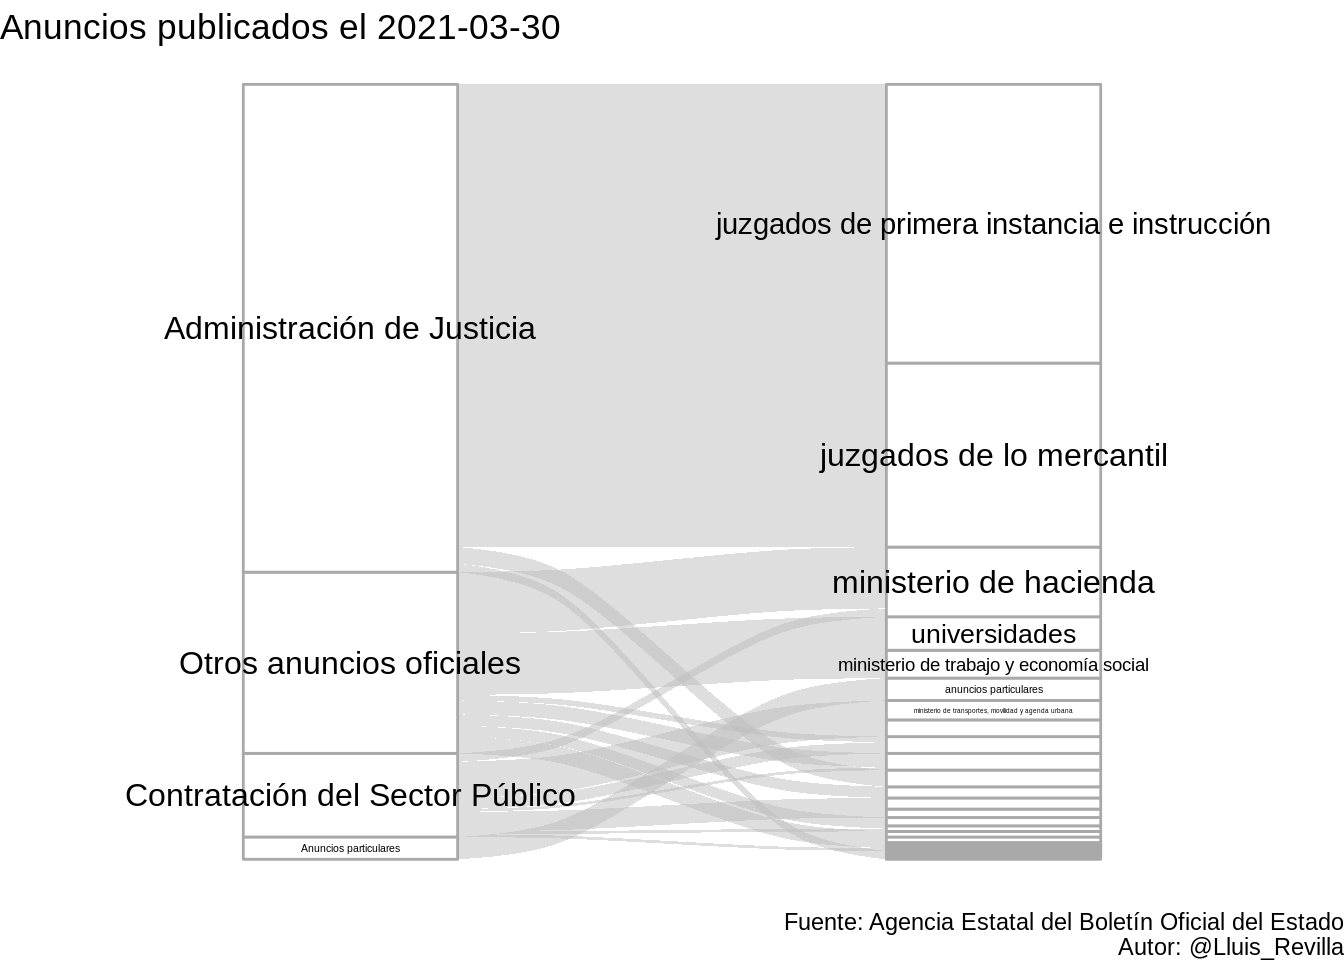 Anuncios publicados el 2021-03-30
juzgados de primera instancia e instrucción
Administración de Justicia
juzgados de lo mercantil
ministerio de hacienda
universidades
Otros anuncios oficiales
ministerio de trabajo y economía social
anuncios particulares
ministerio de transportes, movilidad y agenda urbana
Contratación del Sector Público
Anuncios particulares
Fuente: Agencia Estatal del Boletín Oficial del Estado
Autor: @Lluis_Revilla